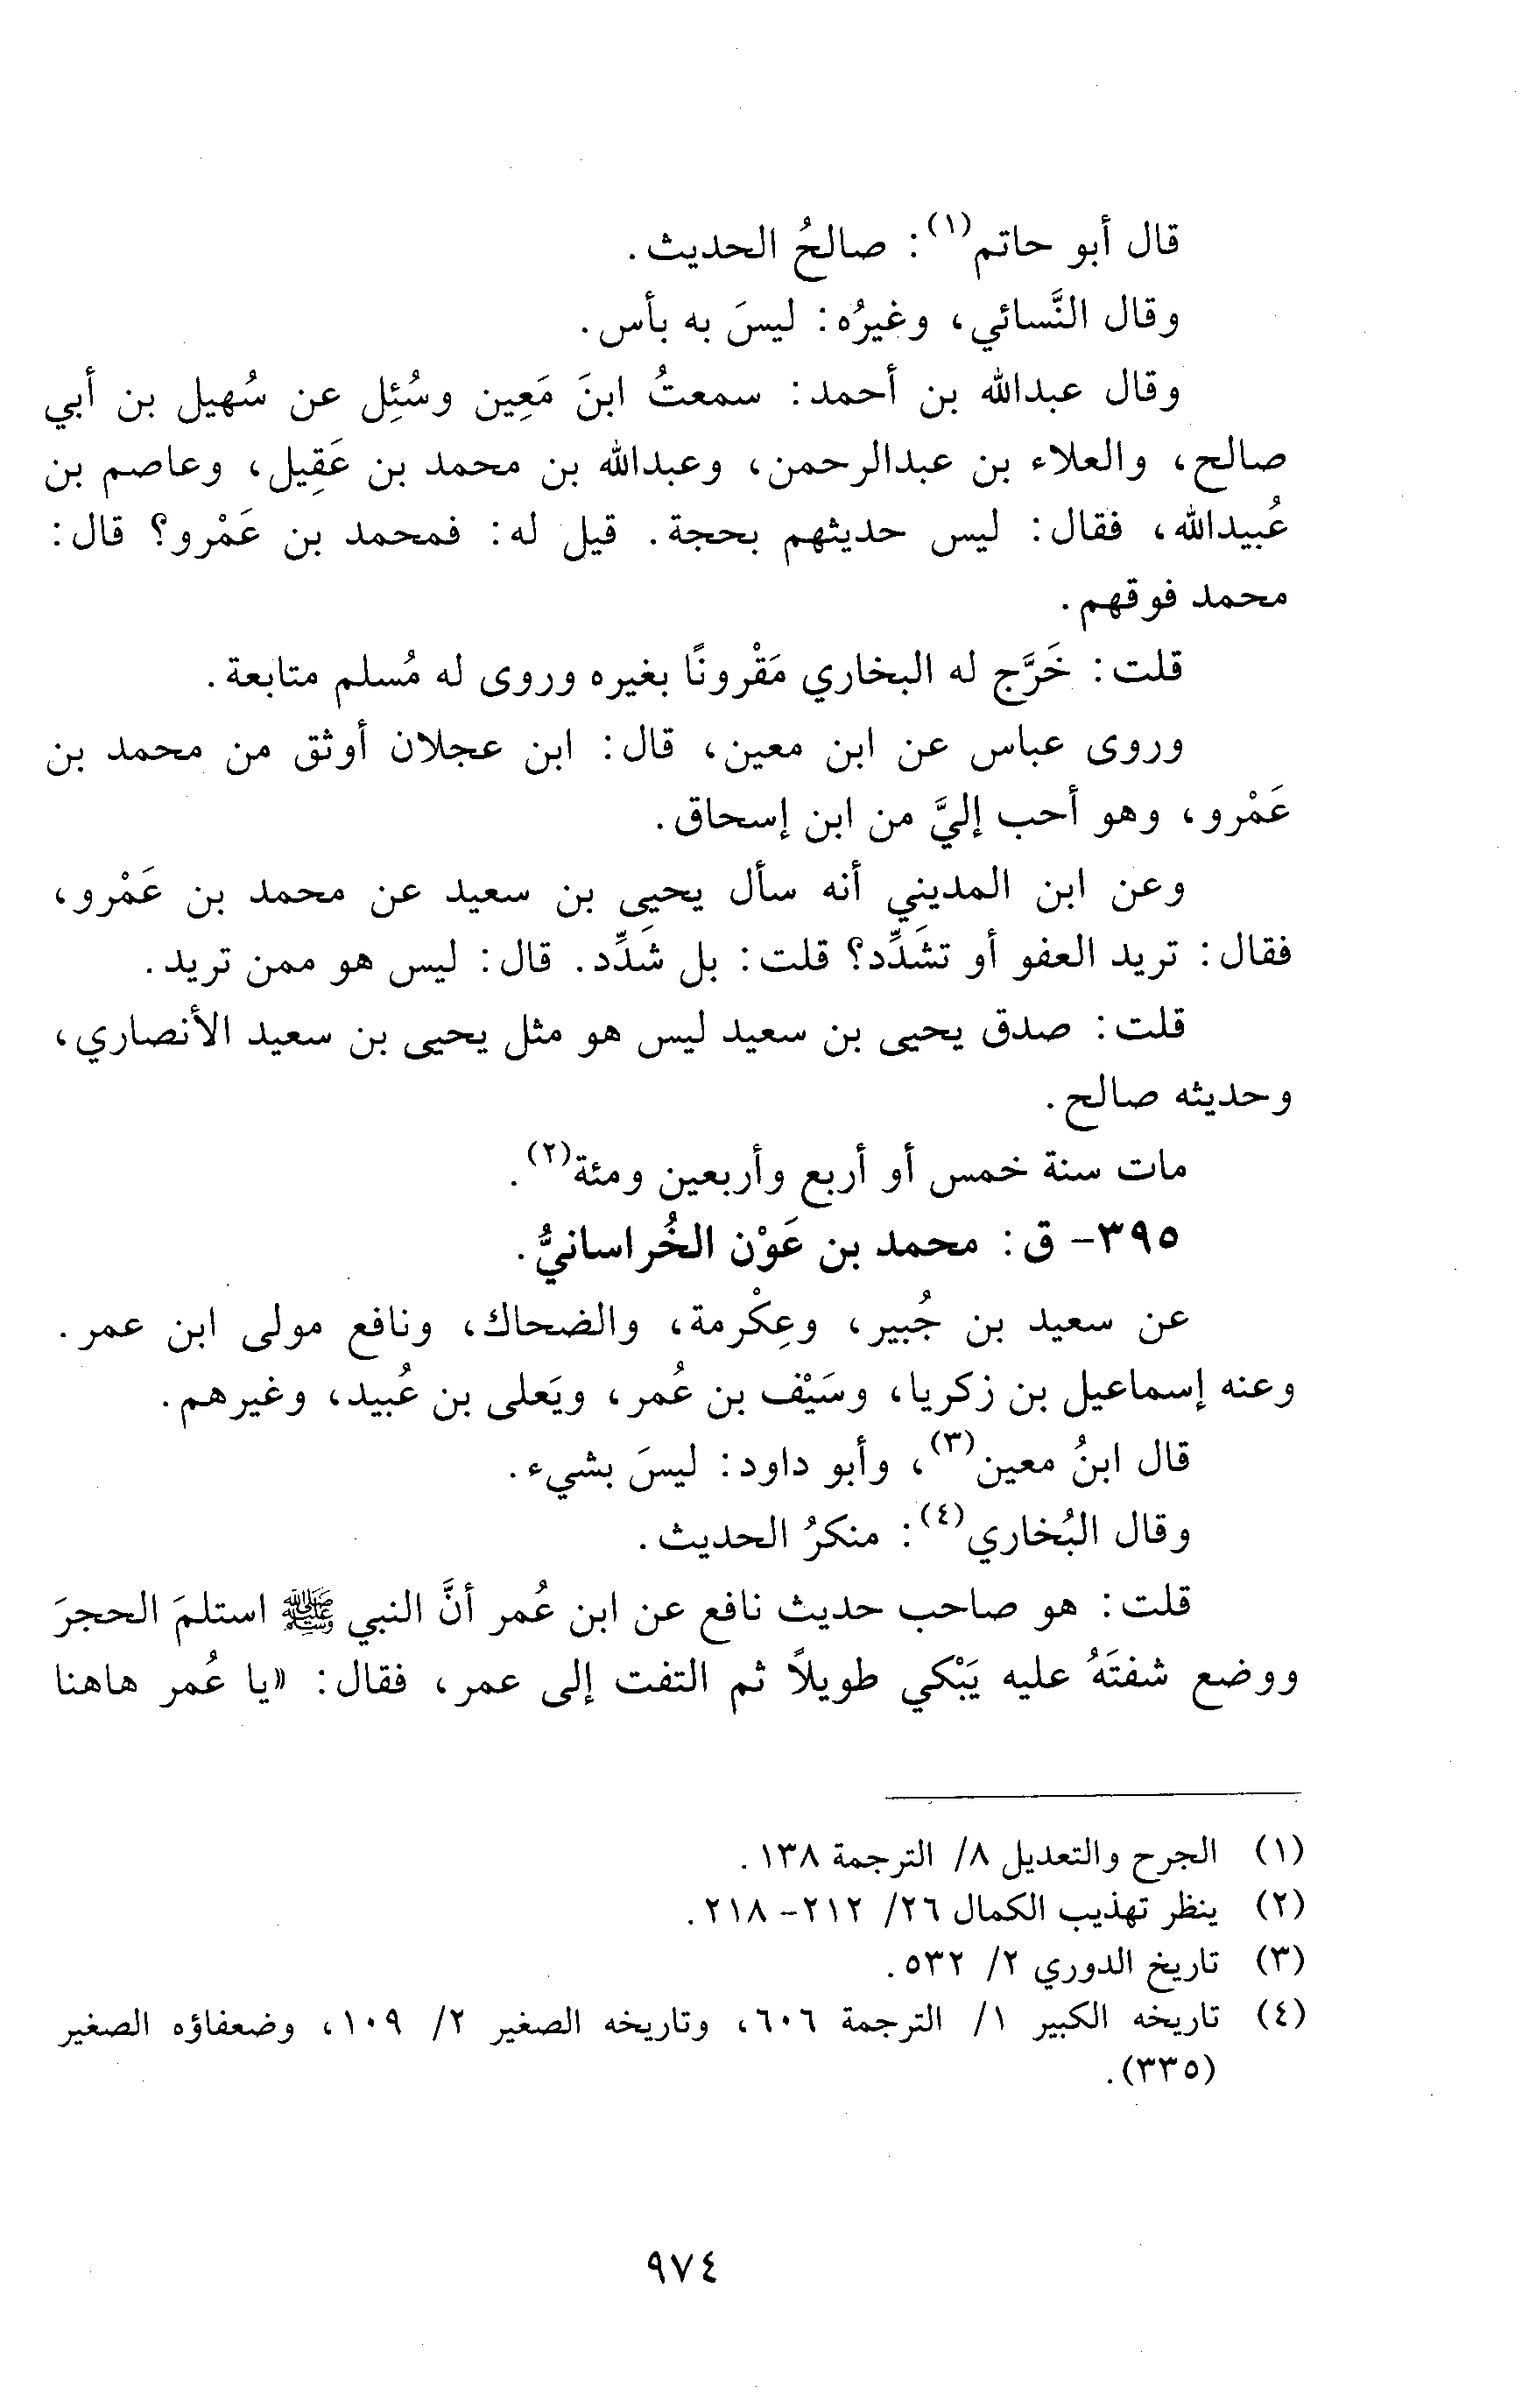 قال أبو حاتم(١): صالحُ الحديث.
وقال النَّسائي، وغيرُه: ليسَ به بأس.
وقال عبدالله بن أحمد: سمعتُ ابنَ مَعِين وسُئِل عن سُهيل بن أبي
صالح، والعلاء بن عبدالرحمن، وعبدالله بن محمد بن عَقِيل، وعاصم بن
عُبيدالله، فقال: ليس حديثهم بحجة. قيل له: فمحمد بن عَمْرو؟ قال:
محمد فوقهم.
قلت: خَرَّج له البخاري مَقْرونًا بغيره وروى له مُسلم متابعة.
وروى عباس عن ابن معين، قال: ابن عجلان أوثق من محمد بن
عَمْرو، وهو أحب إليَّ من ابن إسحاق.
وعن ابن المديني أنه سأل يحيى بن سعيد عن محمد بن عَمْرو،
فقال: تريد العفو أو تشَدِّد؟ قلت: بل شَدِّد. قال: ليس هو ممن تريد.
قلت: صدق يحيى بن سعيد ليس هو مثل يحيى بن سعيد الأنصاري،
وحديثه صالح.
مات سنة خمس أو أربع وأربعين ومئة(٢).
٣٩٥- ق: محمد بن عَوْن الخُراسانيُّ.
عن سعيد بن جُبير، وعِكْرمة، والضحاك، ونافع مولى ابن عمر.
وعنه إسماعيل بن زكريا، وسَيْف بن عُمر، ويَعلى بن عُبيد، وغيرهم.
قال ابنُ معين(٣)، وأبو داود: ليسَ بشيء.
وقال البُخاري(٤): منكرُ الحديث.
قلت: هو صاحب حديث نافع عن ابن عُمر أنَّ النبي ﷺ استلمَ الحجرَ
ووضع شفتَهُ عليه يَبْكي طويلاً ثم التفت إلى عمر، فقال: «يا عُمر هاهنا
(١) الجرح والتعديل ٨/ الترجمة ١٣٨.
(٢) ينظر تهذيب الكمال ٢٦/ ٢١٢- ٢١٨.
(٣) تاريخ الدوري ٢/ ٥٣٢.
(٤) تاريخه الكبير ١/ الترجمة ٦٠٦، وتاريخه الصغير ٢/ ١٠٩، وضعفاؤه الصغير
(٣٣٥).
٩٧٤